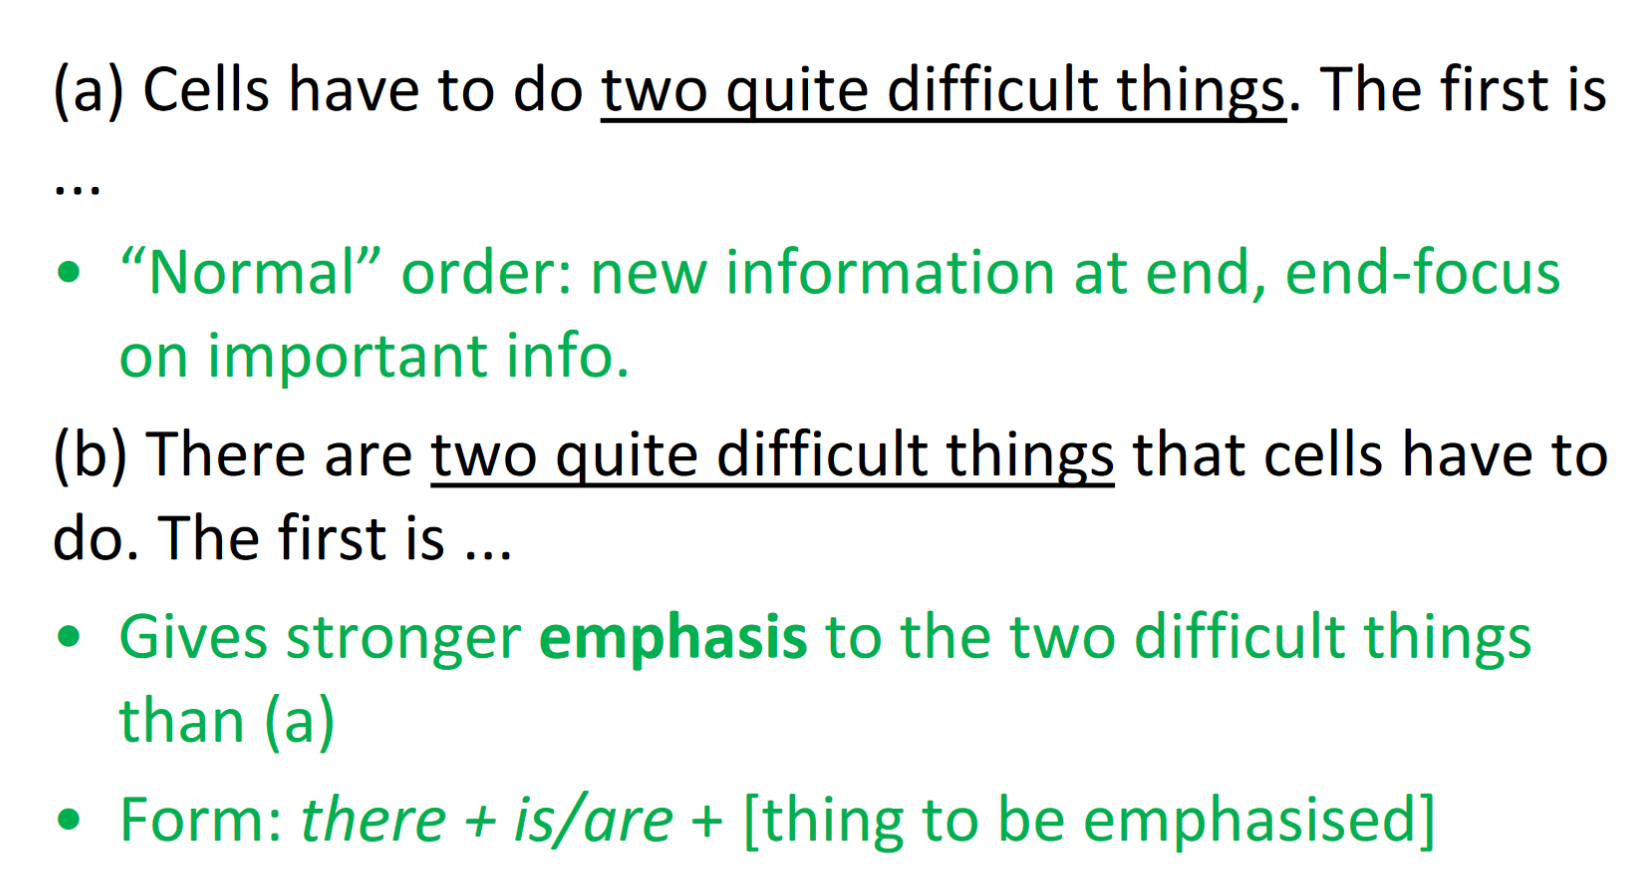 (a) Cells have to do two quite difficult things. The first is
...
• “Normal” order: new information at end, end-focus
on important info.
(b) There are two quite difficult things that cells have to
do. The first is ...
• Gives stronger emphasis to the two difficult things
than (a)
• Form: there + is/are + [thing to be emphasised]